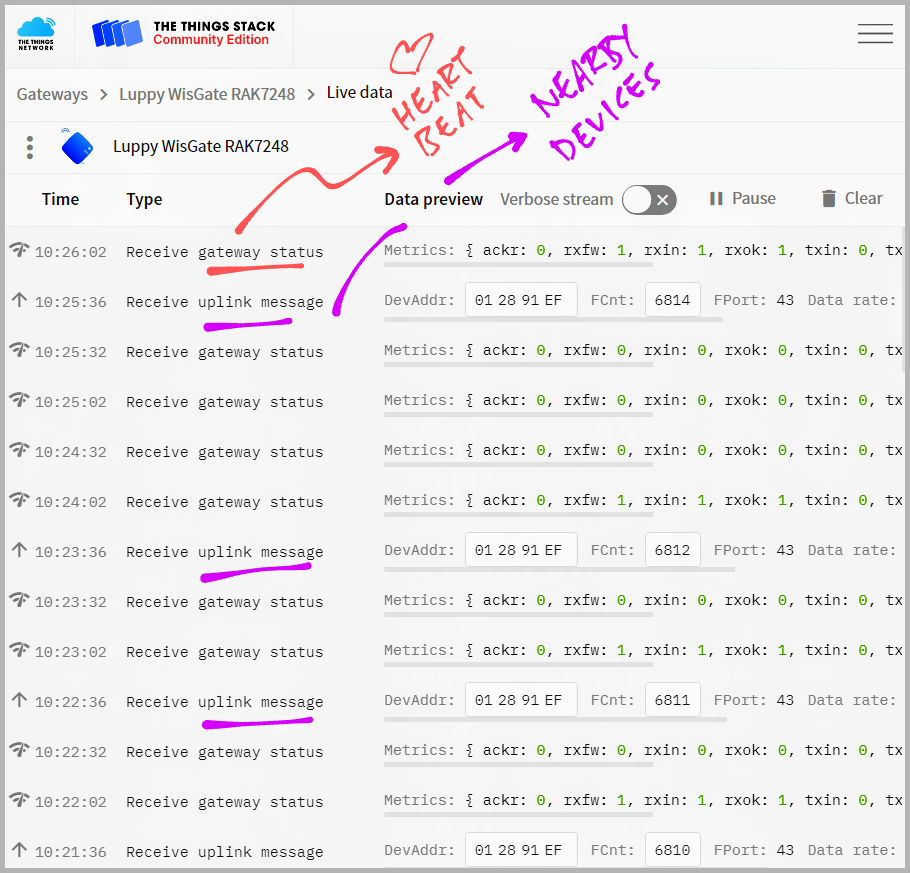 THE THINGS NETWORK
THE THINGS STACK
Community Edition
Gateways > Luppy WisGate RAK7248 > Live data
HEART
BEAT
NEARBY
DEVICES
Luppy WisGate RAK7248
Time Type Data preview Verbose stream Pause Clear
10:26:02 Receive gateway status Metrics: { ackr: 0, rxfw: 1, rxin: 1, rxok: 1, txin: 0, tx
10:25:36 Receive uplink message DevAddr: 01 28 91 EF FCnt: 6814 FPort: 43 Data rate:
10:25:32 Receive gateway status Metrics: { ackr: 0, rxfw: 0, rxin: 0, rxok: 0, txin: 0, tx
10:25:02 Receive gateway status Metrics: { ackr: 0, rxfw: 0, rxin: 0, rxok: 0, txin: 0, tx
10:24:32 Receive gateway status Metrics: { ackr: 0, rxfw: 0, rxin: 0, rxok: 0, txin: 0, tx
10:24:02 Receive gateway status Metrics: { ackr: 0, rxfw: 1, rxin: 1, rxok: 1, txin: 0, tx
10:23:36 Receive uplink message DevAddr: 01 28 91 EF FCnt: 6812 FPort: 43 Data rate:
10:23:32 Receive gateway status Metrics: { ackr: 0, rxfw: 0, rxin: 0, rxok: 0, txin: 0, tx
10:23:02 Receive gateway status Metrics: { ackr: 0, rxfw: 1, rxin: 1, rxok: 1, txin: 0, tx
10:22:36 Receive uplink message DevAddr: 01 28 91 EF FCnt: 6811 FPort: 43 Data rate:
10:22:32 Receive gateway status Metrics: { ackr: 0, rxfw: 0, rxin: 0, rxok: 0, txin: 0, tx
10:22:02 Receive gateway status Metrics: { ackr: 0, rxfw: 1, rxin: 1, rxok: 1, txin: 0, tx
10:21:36 Receive uplink message DevAddr: 01 28 91 EF FCnt: 6810 FPort: 43 Data rate: